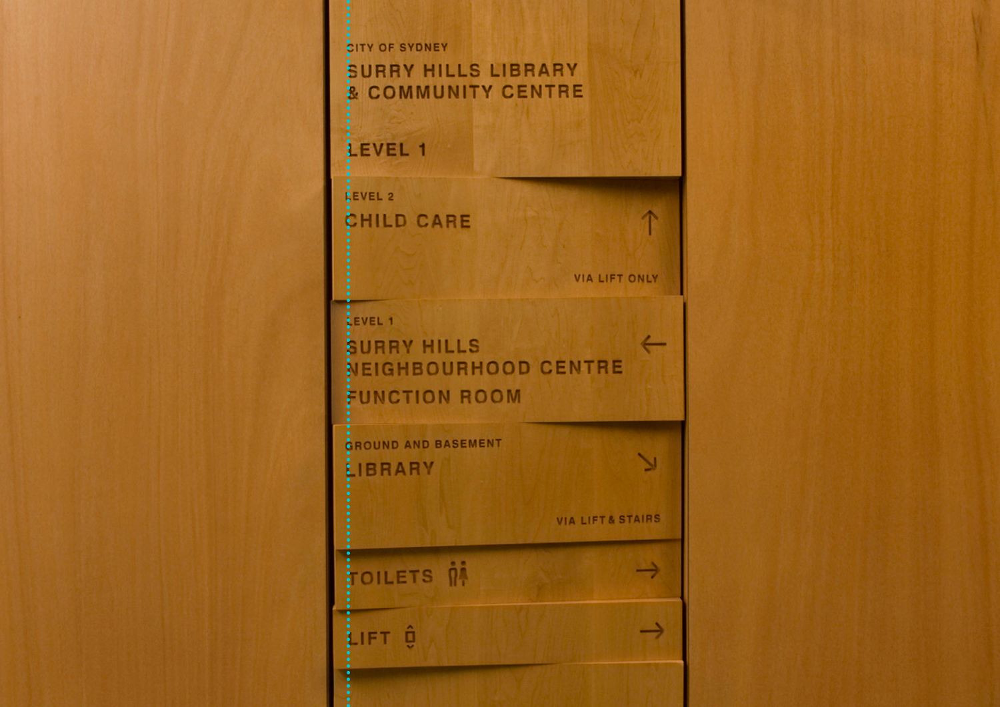 CITY OF SYDNEY
SURRY HILLS LIBRARY
& COMMUNITY CENTRE
LEVEL 1
LEVEL 2
CHILD CARE
VIA LIFT ONLY
LEVEL 1
SURRY HILLS
NEIGHBOURHOOD CENTRE
FUNCTION ROOM
GROUND AND BASEMENT
LIBRARY
VIA LIFT & STAIRS
TOILETS
LIFT